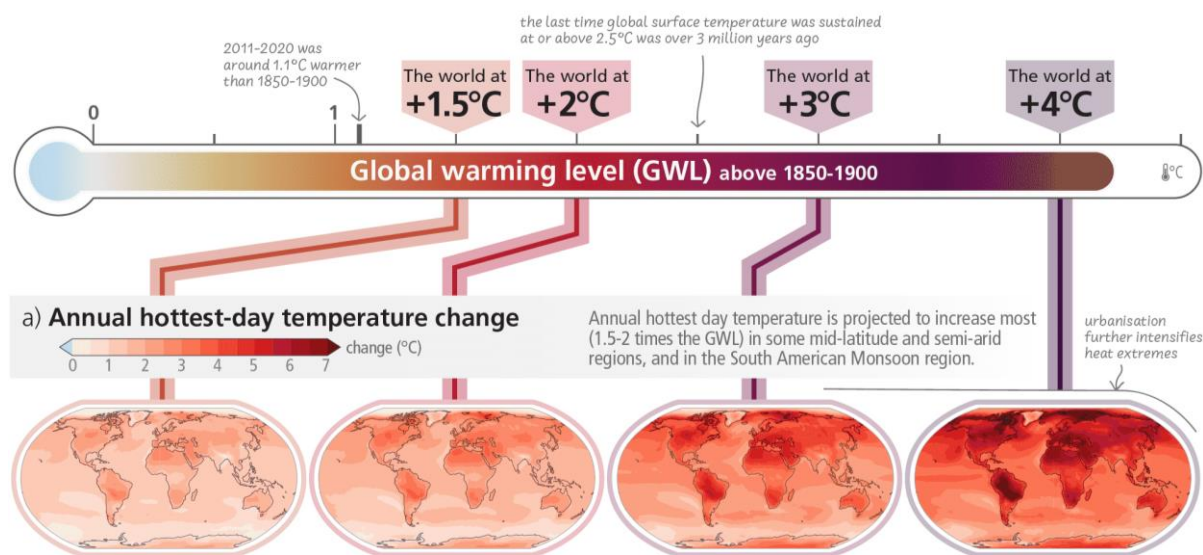 the last time global surface temperature was sustained
at or above 2.5°C was over 3 million years ago
2011-2020 was
around 1.1°C warmer
than 1850-1900
The world at
+1.5°C
The world at
+2°C
The world at
+3°C
The world at
+4°C
0
1
Global warming level (GWL) above 1850-1900
°C
a) Annual hottest-day temperature change
change (°C)
0 1 2 3 4 5 6 7
Annual hottest day temperature is projected to increase most
(1.5-2 times the GWL) in some mid-latitude and semi-arid
regions, and in the South American Monsoon region.
urbanisation
further intensifies
heat extremes